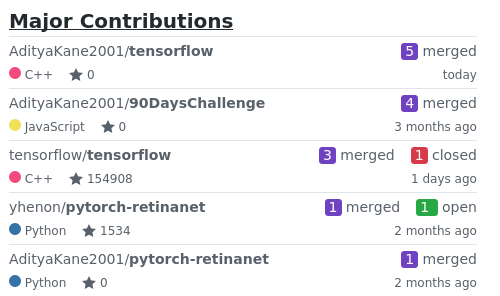 Major Contributions
AdityaKane2001/tensorflow 5 merged
C++ 0 today
AdityaKane2001/90DaysChallenge 4 merged
JavaScript 0 3 months ago
tensorflow/tensorflow 3 merged 1 closed
C++ 154908 1 days ago
yhenon/pytorch-retinanet 1 merged 1 open
Python 1534 2 months ago
AdityaKane2001/pytorch-retinanet 1 merged
Python 0 2 months ago